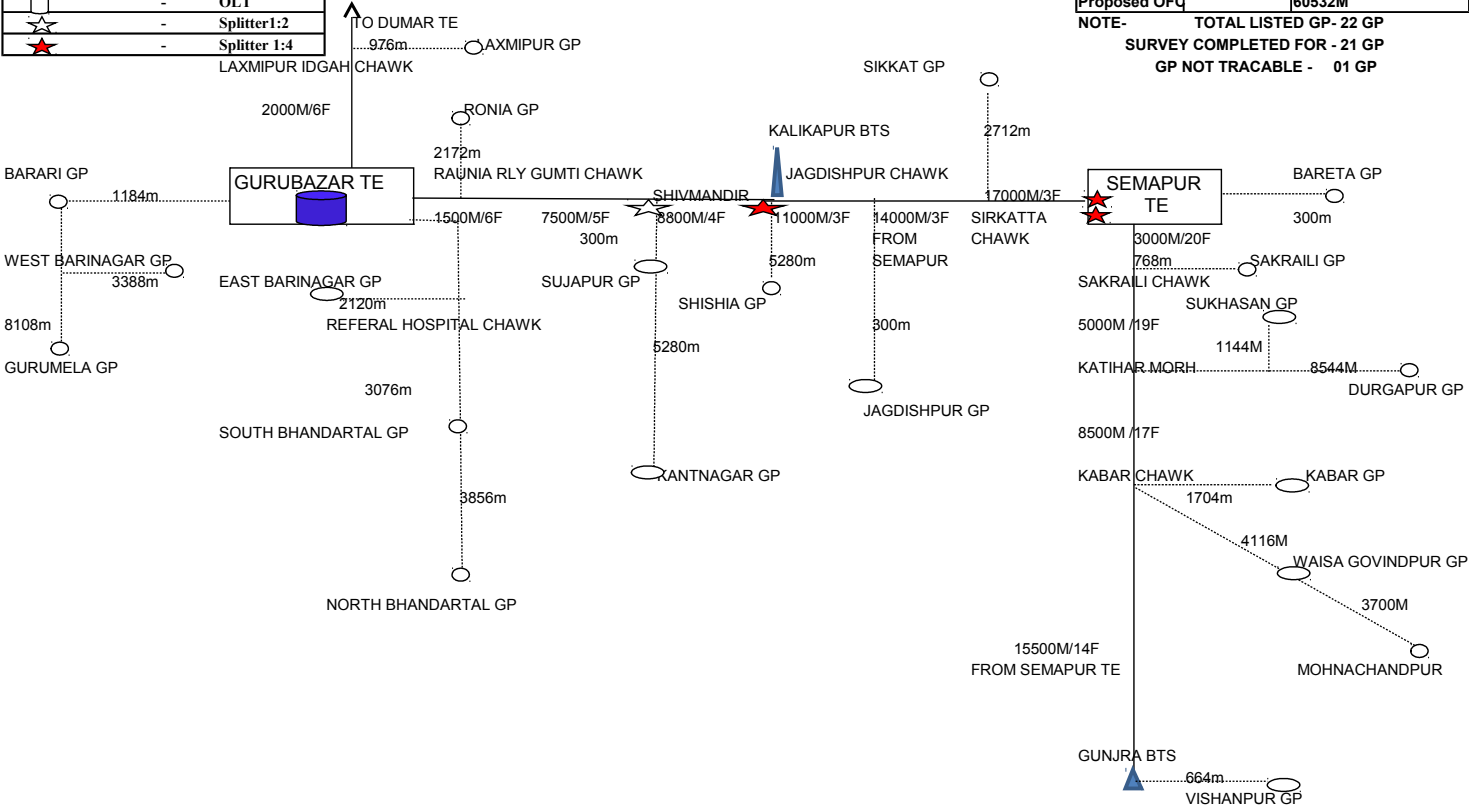 - OLT
- Splitter1:2
- Splitter 1:4
Proposed OFC 60532M
NOTE- TOTAL LISTED GP- 22 GP
SURVEY COMPLETED FOR - 21 GP
GP NOT TRACABLE - 01 GP
TO DUMAR TE
976m
LAXMIPUR GP
LAXMIPUR IDGAH CHAWK
SIKKAT GP
2000M/6F
RONIA GP
2712m
KALIKAPUR BTS
2172m
BARARI GP
GURUBAZAR TE
RAUNIA RLY GUMTI CHAWK
JAGDISHPUR CHAWK
SEMAPUR
TE
BARETA GP
1184m
SHIVMANDIR
17000M/3F
1500M/6F
7500M/5F
8800M/4F
11000M/3F
14000M/3F
FROM
SEMAPUR
SIRKATTA
CHAWK
300m
300m
3000M/20F
WEST BARINAGAR GP
3388m
5280m
768m
SAKRAILI GP
EAST BARINAGAR GP
2120m
SUJAPUR GP
SAKRAILI CHAWK
SHISHIA GP
SUKHASAN GP
8108m
REFERAL HOSPITAL CHAWK
300m
5000M /19F
5280m
1144M
GURUMELA GP
KATIHAR MORH
8544M
3076m
DURGAPUR GP
JAGDISHPUR GP
SOUTH BHANDARTAL GP
8500M /17F
KANTNAGAR GP
KABAR CHAWK
KABAR GP
3856m
1704m
4116M
WAISA GOVINDPUR GP
NORTH BHANDARTAL GP
3700M
15500M/14F
FROM SEMAPUR TE
MOHNACHANDPUR
GUNJRA BTS
664m
VISHANPUR GP